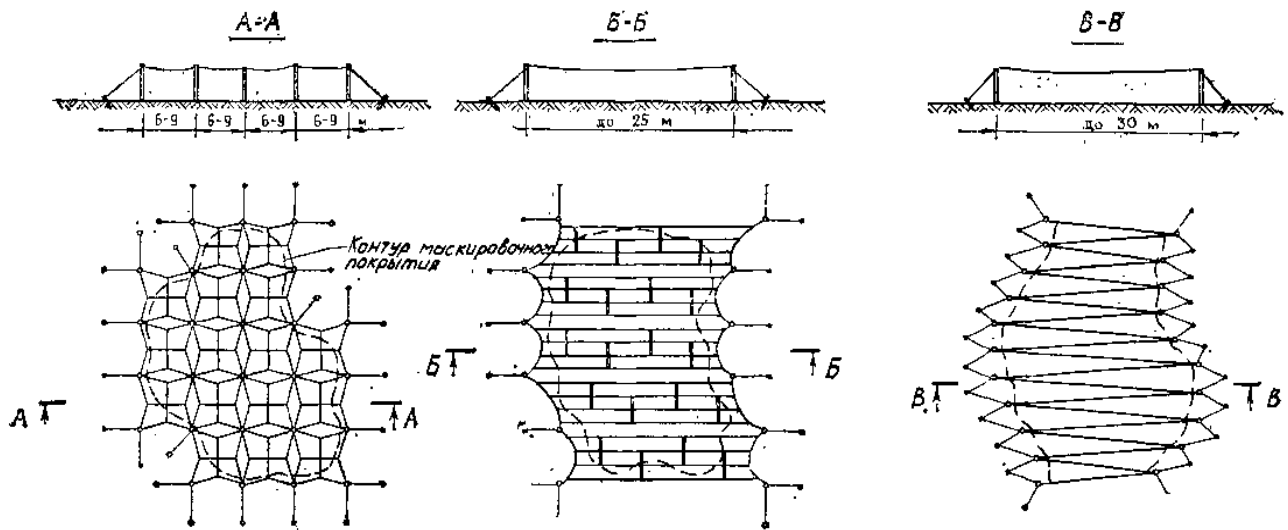 А-А
Б-Б
В-В
6-9 6-9 6-9 6-9 м
до 25 м
до 30 м
Контур маскировочного
покрытия
А А
Б Б
В В